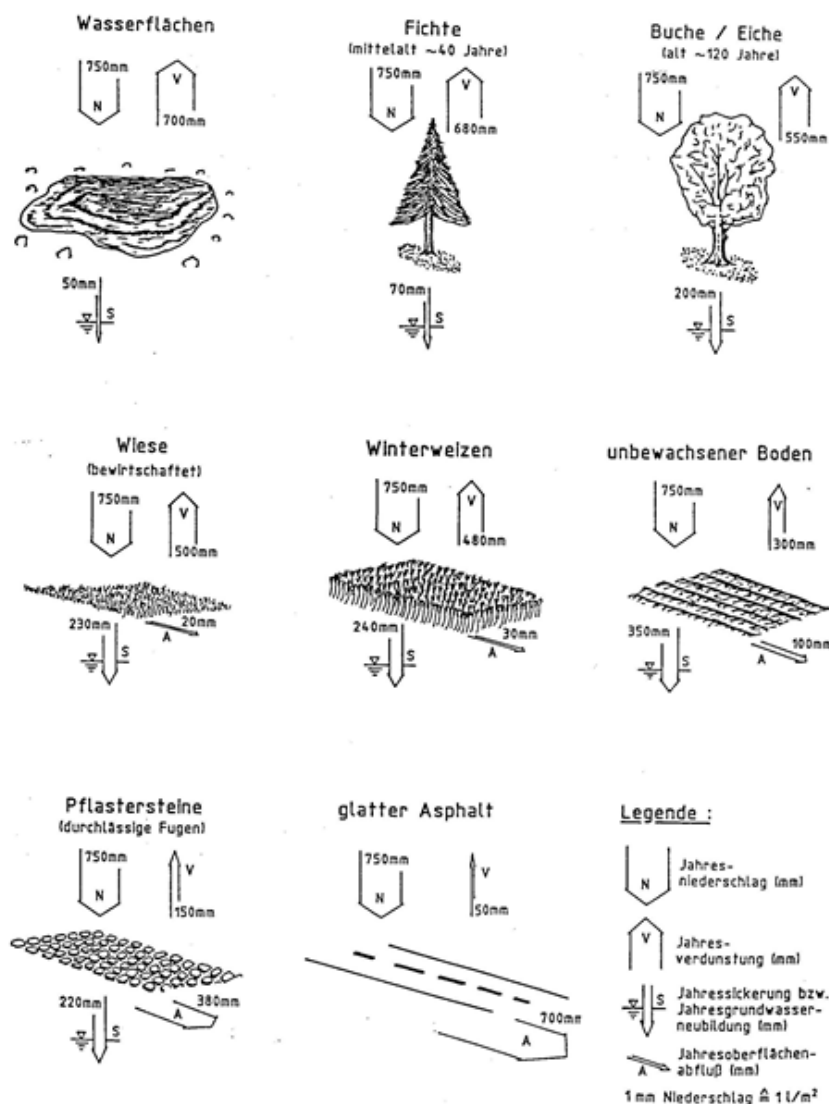 Wasserflächen
750mm
N
V
700mm
50mm
S
Fichte
(mittelalt ~40 Jahre)
750mm
N
V
680mm
70mm
S
Buche / Eiche
(alt ~120 Jahre)
750mm
N
V
550mm
200mm
S
Wiese
(bewirtschaftet)
750mm
N
V
500mm
230mm
S
20mm
A
Winterweizen
750mm
N
V
480mm
240mm
S
30mm
A
unbewachsener Boden
750mm
N
V
300mm
350mm
S
100mm
A
Pflastersteine
(durchlässige Fugen)
750mm
N
V
150mm
220mm
S
380mm
A
glatter Asphalt
750mm
N
V
50mm
700mm
A
Legende :
N
Jahres-
niederschlag (mm)
V
Jahres-
verdunstung (mm)
S
Jahressickerung bzw.
Jahresgrundwasser-
neubildung (mm)
A
Jahresoberflächen-
abfluß (mm)
1mm Niederschlag ≙ 1 l/m²